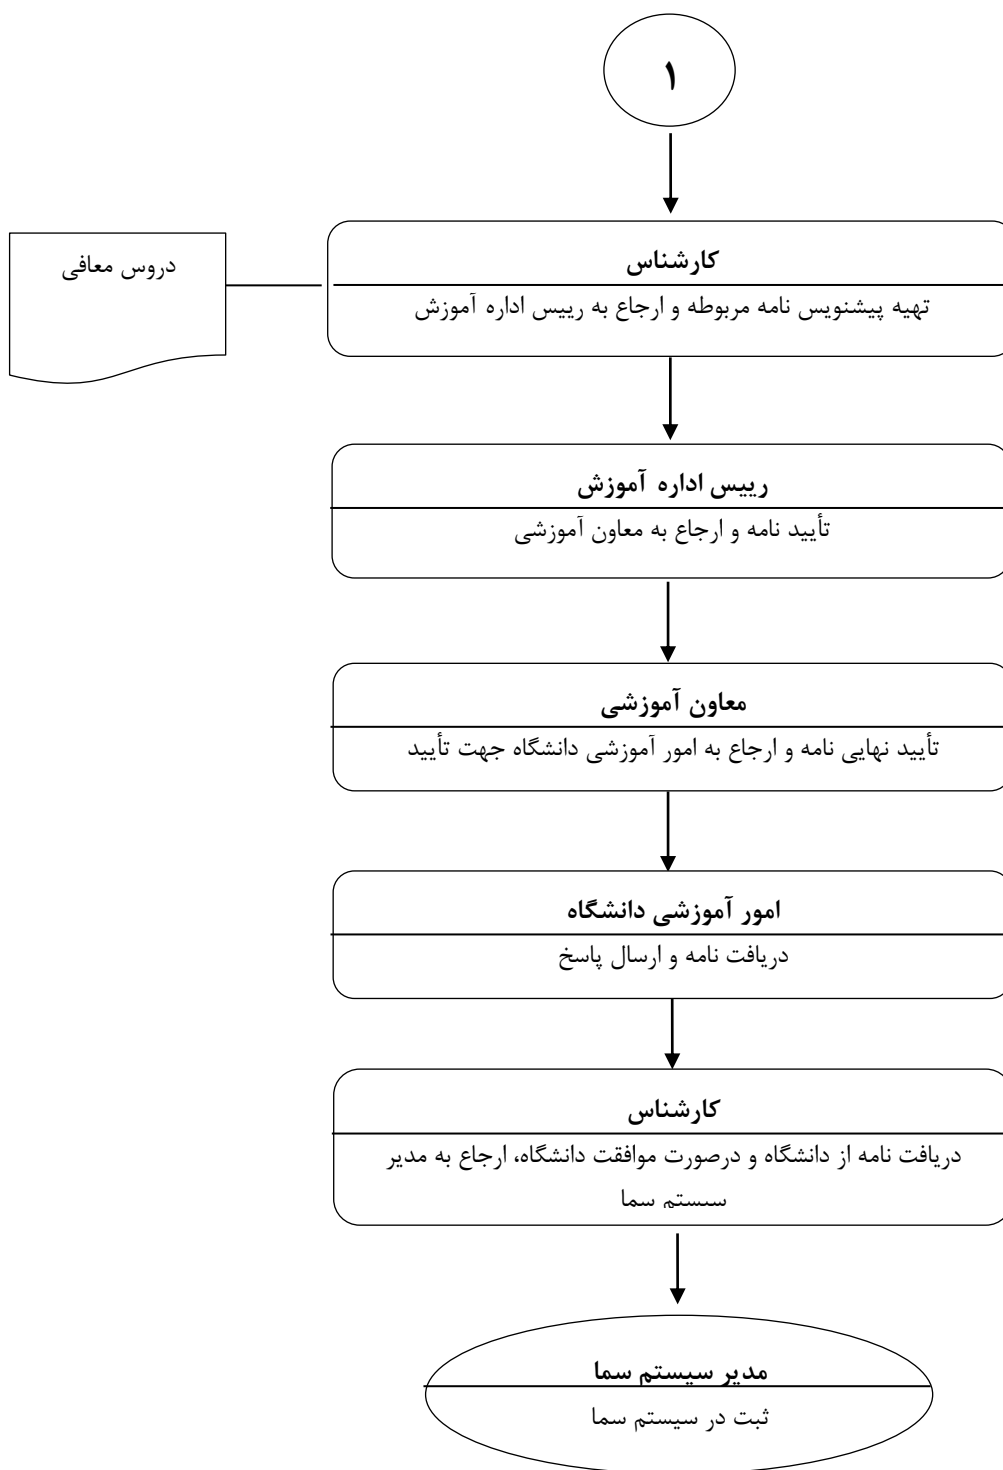 ۱
کارشناس
تهیه پیشنویس نامه مربوطه و ارجاع به رییس اداره آموزش
دروس معافی
رییس اداره آموزش
تأیید نامه و ارجاع به معاون آموزشی
معاون آموزشی
تأیید نهایی نامه و ارجاع به امور آموزشی دانشگاه جهت تأیید
امور آموزشی دانشگاه
دریافت نامه و ارسال پاسخ
کارشناس
دریافت نامه از دانشگاه و درصورت موافقت دانشگاه، ارجاع به مدیر
سیستم سما
مدیر سیستم سما
ثبت در سیستم سما